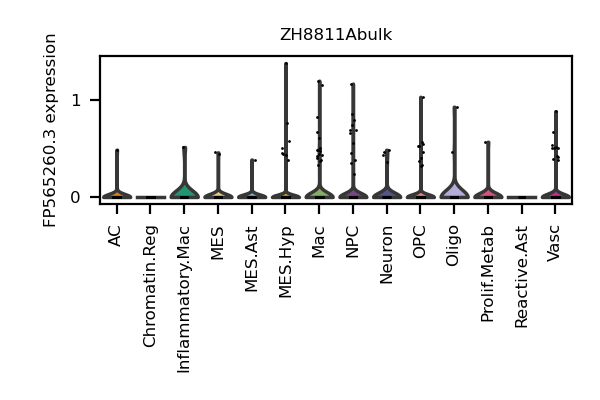 ZH8811Abulk
FP565260.3 expression
1
0
AC
Chromatin.Reg
Inflammatory.Mac
MES
MES.Ast
MES.Hyp
Mac
NPC
Neuron
OPC
Oligo
Prolif.Metab
Reactive.Ast
Vasc